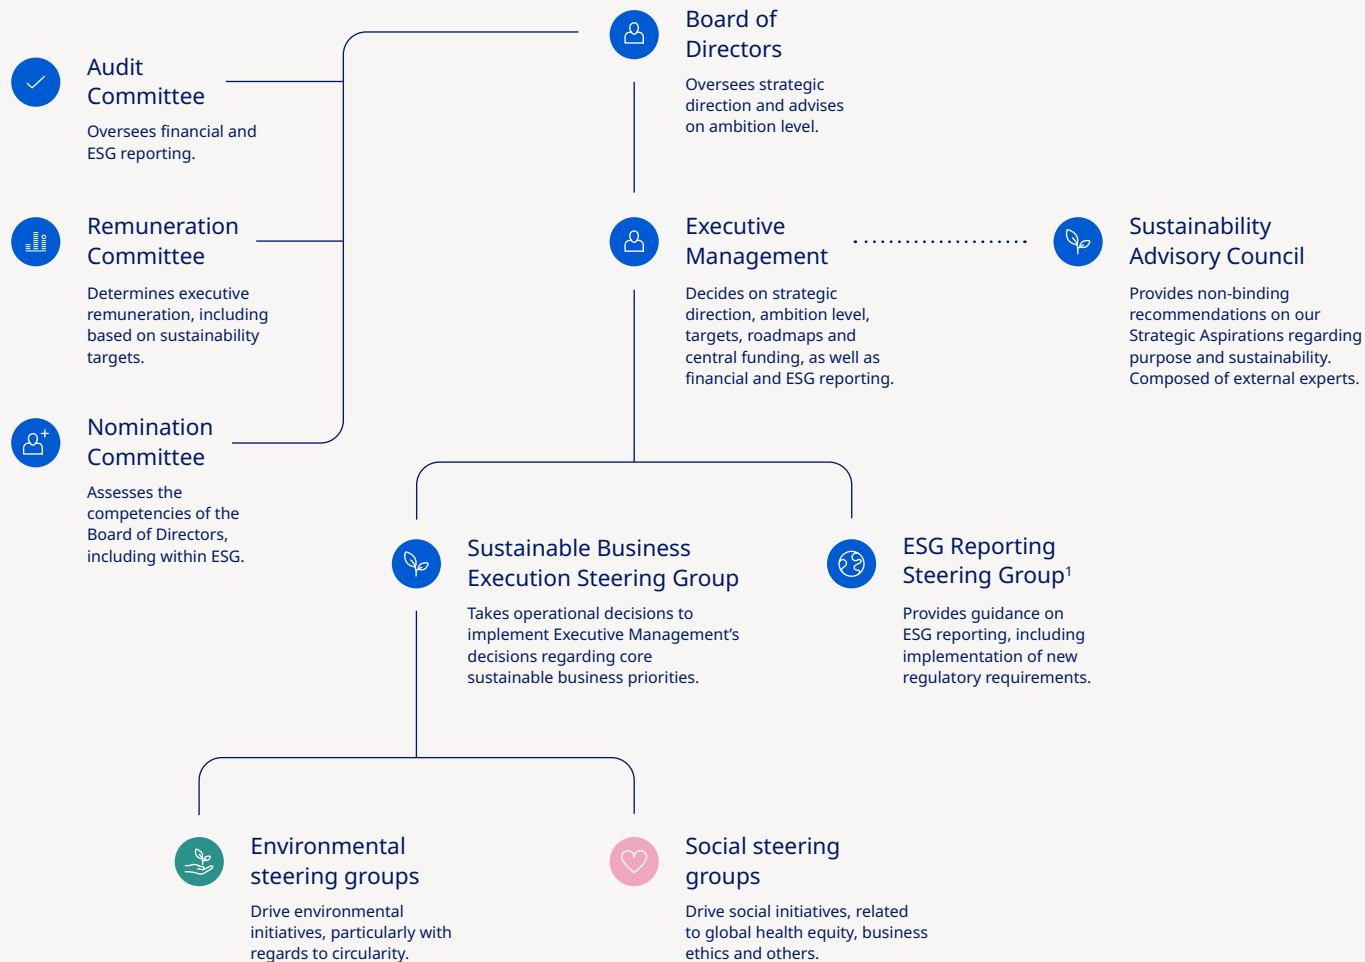 Board of
Directors
Oversees strategic
direction and advises
on ambition level.
Audit
Committee
Oversees financial and
ESG reporting.
Remuneration
Committee
Determines executive
remuneration, including
based on sustainability
targets.
Nomination
Committee
Assesses the
competencies of the
Board of Directors,
including within ESG.
Executive
Management
Decides on strategic
direction, ambition level,
targets, roadmaps and
central funding, as well as
financial and ESG reporting.
Sustainability
Advisory Council
Provides non-binding
recommendations on our
Strategic Aspirations regarding
purpose and sustainability.
Composed of external experts.
Sustainable Business
Execution Steering Group
Takes operational decisions to
implement Executive Management’s
decisions regarding core
sustainable business priorities.
ESG Reporting
Steering Group¹
Provides guidance on
ESG reporting, including
implementation of new
regulatory requirements.
Environmental
steering groups
Drive environmental
initiatives, particularly with
regards to circularity.
Social steering
groups
Drive social initiatives, related
to global health equity, business
ethics and others.